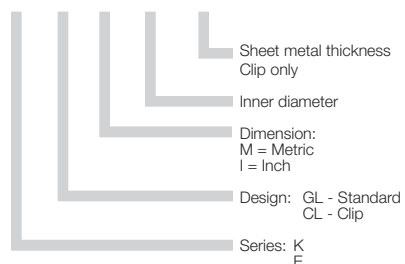 Sheet metal thickness
Clip only
Inner diameter
Dimension:
M = Metric
I = Inch
Design: GL - Standard
CL - Clip
Series: K